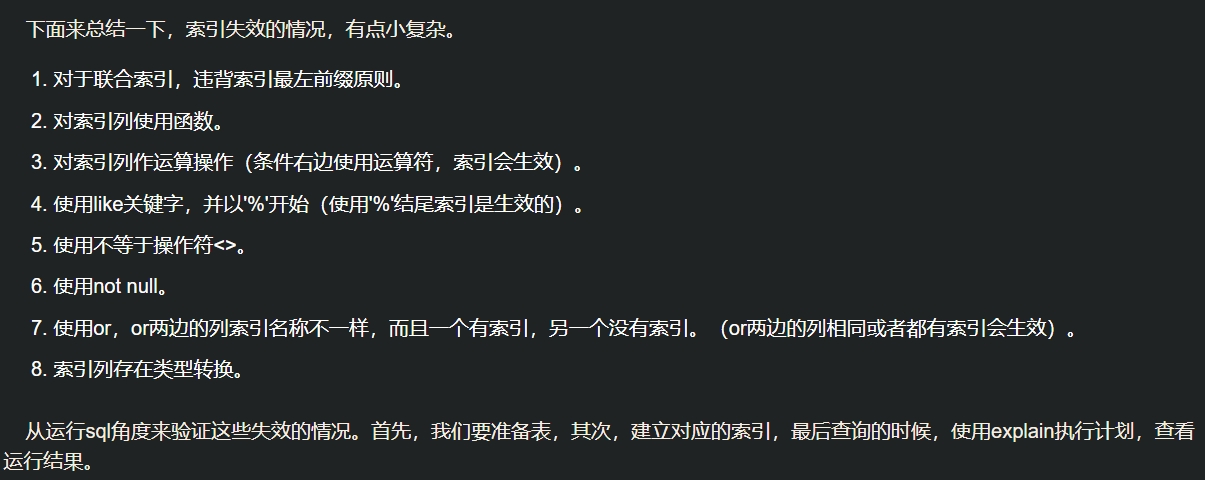 下面来总结一下，索引失效的情况，有点小复杂。
1. 对于联合索引，违背索引最左前缀原则。
2. 对索引列使用函数。
3. 对索引列作运算操作（条件右边使用运算符，索引会生效）。
4. 使用like关键字，并以'%'开始（使用'%'结尾索引是生效的）。
5. 使用不等于操作符<>。
6. 使用not null。
7. 使用or，or两边的列索引名称不一样，而且一个有索引，另一个没有索引。（or两边的列相同或者都有索引会生效）。
8. 索引列存在类型转换。
从运行sql角度来验证这些失效的情况。首先，我们要准备表，其次，建立对应的索引，最后查询的时候，使用explain执行计划，查看
运行结果。